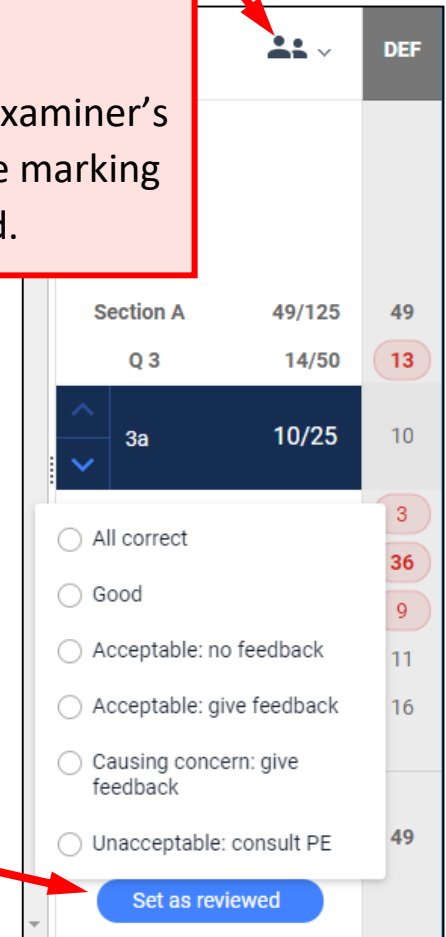 DEF
xaminer's
e marking
d.
Section A 49/125 49
Q 3 14/50 13
3a 10/25 10
3
All correct
36
Good
9
Acceptable: no feedback
11
Acceptable: give feedback
16
Causing concern: give
feedback
Unacceptable: consult PE
49
Set as reviewed